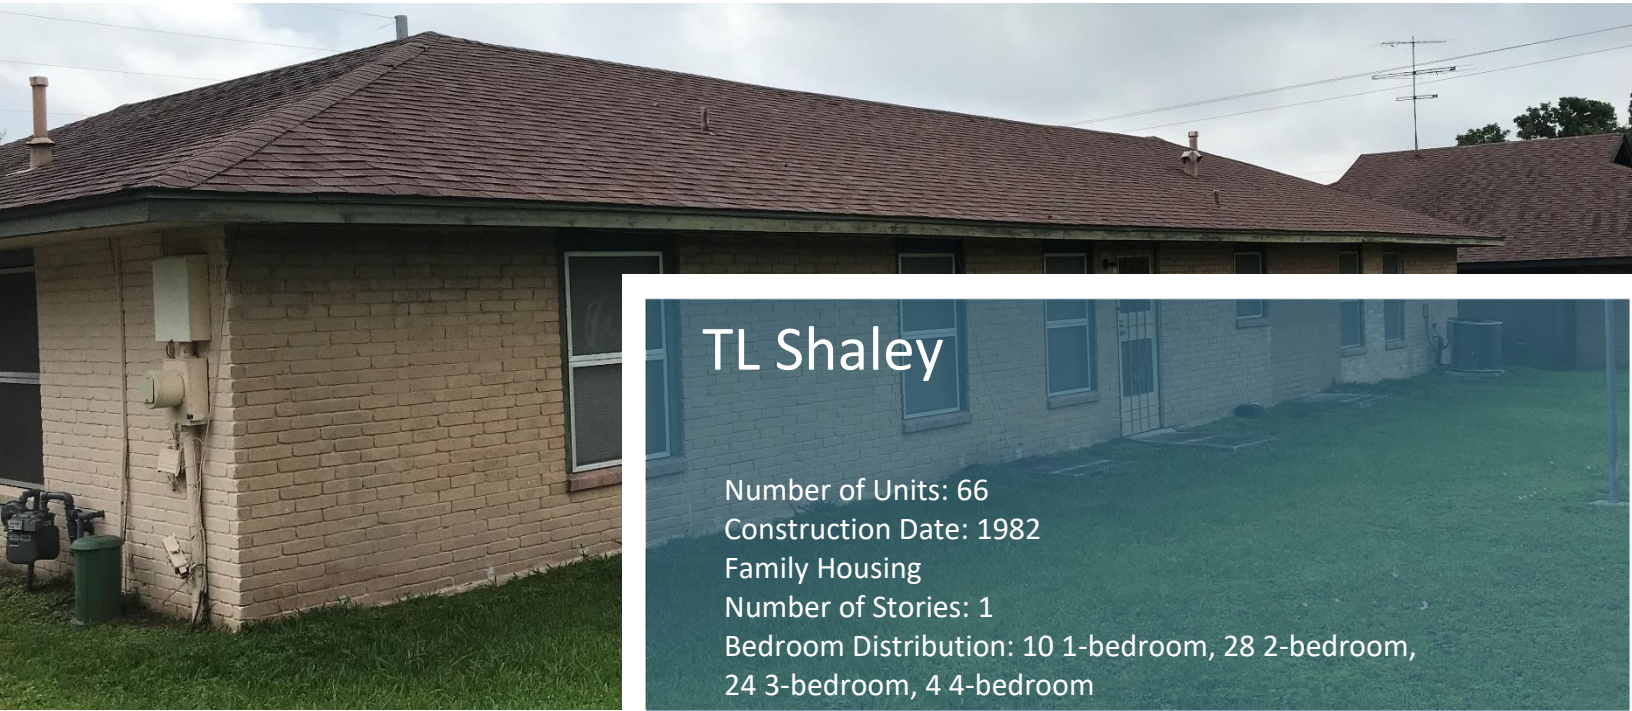 TL Shaley
Number of Units: 66
Construction Date: 1982
Family Housing
Number of Stories: 1
Bedroom Distribution: 10 1-bedroom, 28 2-bedroom,
24 3-bedroom, 4 4-bedroom